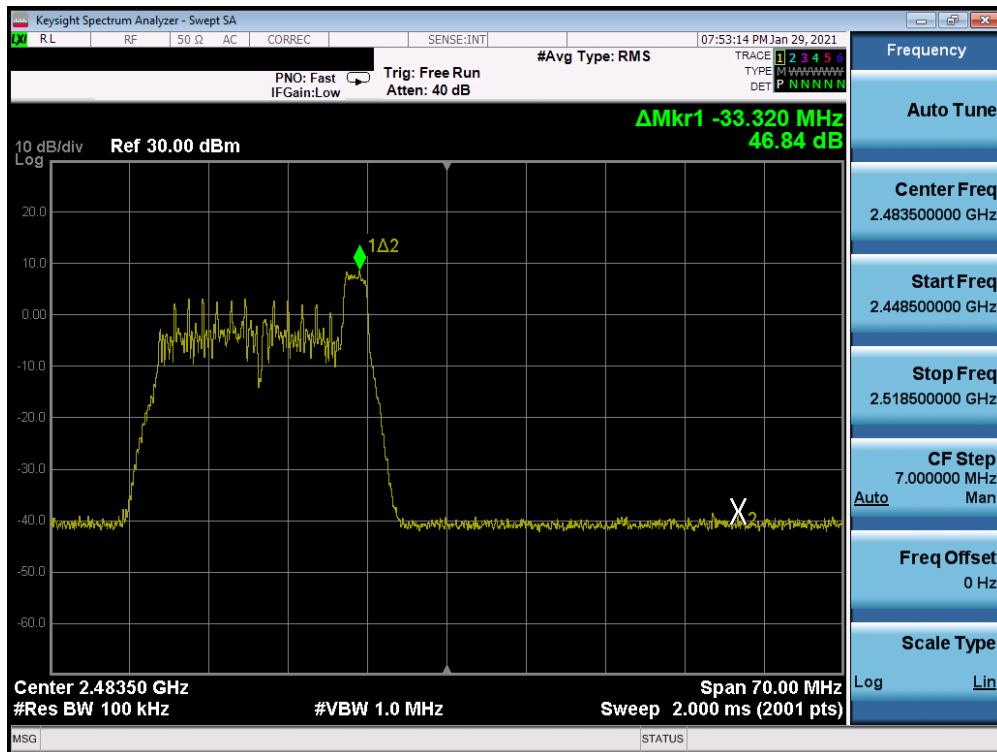 Keysight Spectrum Analyzer - Swept SA
LXI RL RF 50 Ω AC CORREC SENSE:INT 07:53:14 PM Jan 29, 2021
#Avg Type: RMS
TRACE 1 2 3 4 5 6
PNO: Fast Trig: Free Run
TYPE M W W W W W
IFGain:Low Atten: 40 dB
DET P N N N N N
ΔMkr1 -33.320 MHz
46.84 dB
10 dB/div Ref 30.00 dBm
Log
20.0
10.0
0.00
-10.0
-20.0
-30.0
-40.0
-50.0
-60.0
1Δ2
X2
Center 2.48350 GHz Span 70.00 MHz
#Res BW 100 kHz #VBW 1.0 MHz Sweep 2.000 ms (2001 pts)
MSG STATUS
Frequency
Auto Tune
Center Freq
2.483500000 GHz
Start Freq
2.448500000 GHz
Stop Freq
2.518500000 GHz
CF Step
7.000000 MHz
Auto Man
Freq Offset
0 Hz
Scale Type
Log Lin